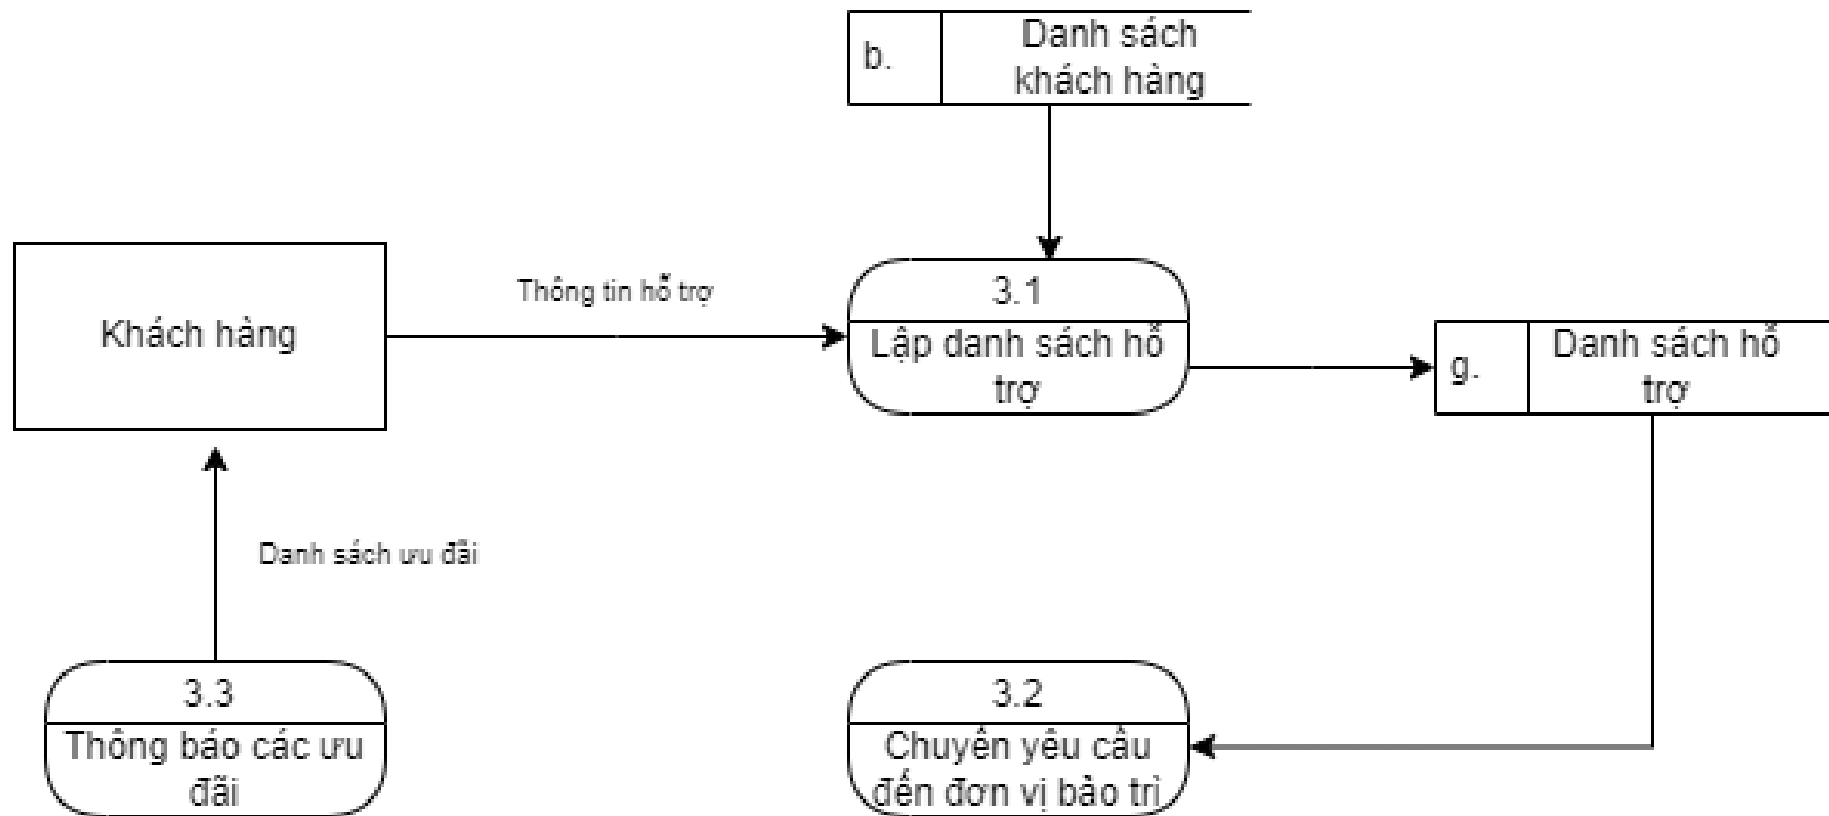 b.
Danh sách
khách hàng
Khách hàng
Thông tin hỗ trợ
3.1
Lập danh sách hỗ
trợ
g.
Danh sách hỗ
trợ
Danh sách ưu đãi
3.3
Thông báo các ưu
đãi
3.2
Chuyển yêu cầu
đến đơn vị bảo trì